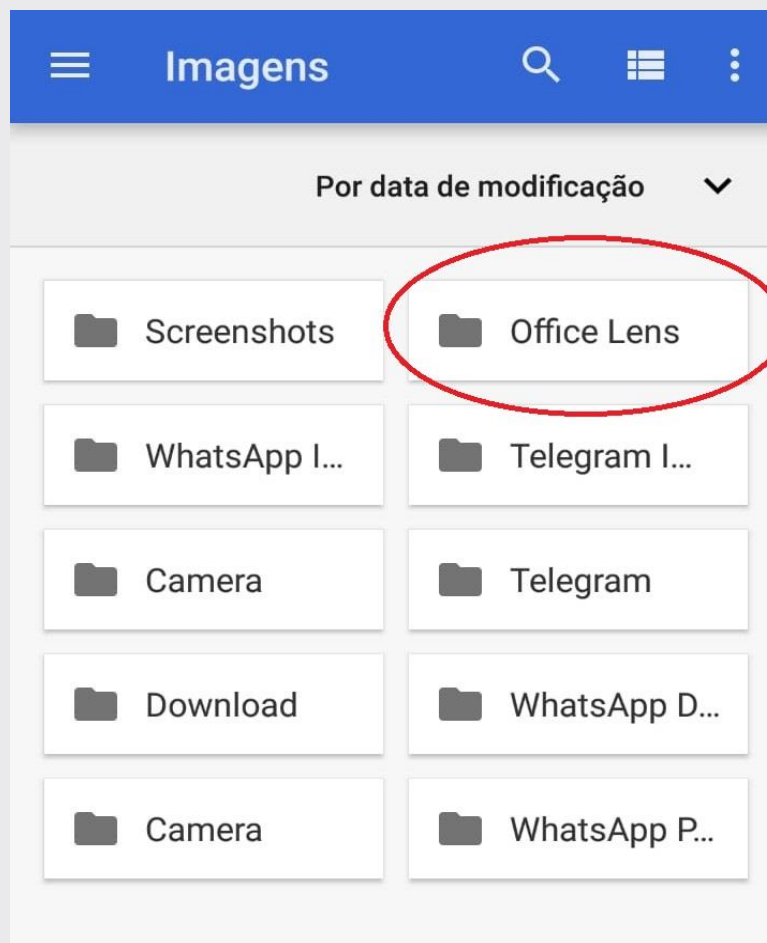 Imagens
Por data de modificação
Screenshots
Office Lens
WhatsApp I...
Telegram I...
Camera
Telegram
Download
WhatsApp D...
Camera
WhatsApp P...